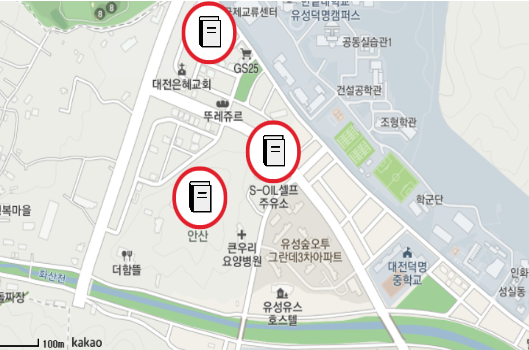 국제교류센터
유성덕명캠퍼스
공동실습관1
GS25
대전은혜교회
건설공학관
뚜레쥬르
조형학관
S-OIL셀프
주유소
학군단
복마을
안산
큰우리
요양병원
유성숲오투
그란데3차아파트
더함뜰
대전덕명
중학교
인화
성실동
화산천
돌짜장
유성유스
호스텔
100m kakao